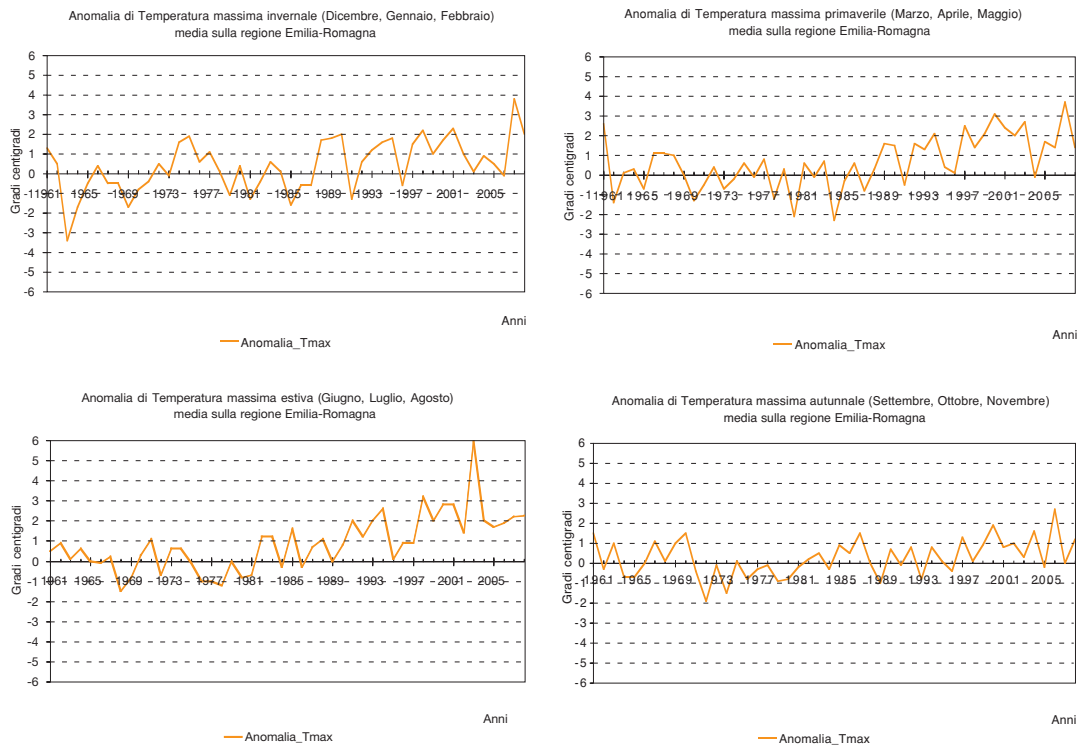 Anomalia di Temperatura massima invernale (Dicembre, Gennaio, Febbraio)
media sulla regione Emilia-Romagna
Gradi centigradi
6
5
4
3
2
1
0
-1
-2
-3
-4
-5
-6
1961 1965 1969 1973 1977 1981 1985 1989 1993 1997 2001 2005
Anni
Anomalia_Tmax
Anomalia di Temperatura massima primaverile (Marzo, Aprile, Maggio)
media sulla regione Emilia-Romagna
Gradi centigradi
6
5
4
3
2
1
0
-1
-2
-3
-4
-5
-6
1961 1965 1969 1973 1977 1981 1985 1989 1993 1997 2001 2005
Anni
Anomalia_Tmax
Anomalia di Temperatura massima estiva (Giugno, Luglio, Agosto)
media sulla regione Emilia-Romagna
Gradi centigradi
6
5
4
3
2
1
0
-1
-2
-3
-4
-5
-6
1961 1965 1969 1973 1977 1981 1985 1989 1993 1997 2001 2005
Anni
Anomalia_Tmax
Anomalia di Temperatura massima autunnale (Settembre, Ottobre, Novembre)
media sulla regione Emilia-Romagna
Gradi centigradi
6
5
4
3
2
1
0
-1
-2
-3
-4
-5
-6
1961 1965 1969 1973 1977 1981 1985 1989 1993 1997 2001 2005
Anni
Anomalia_Tmax